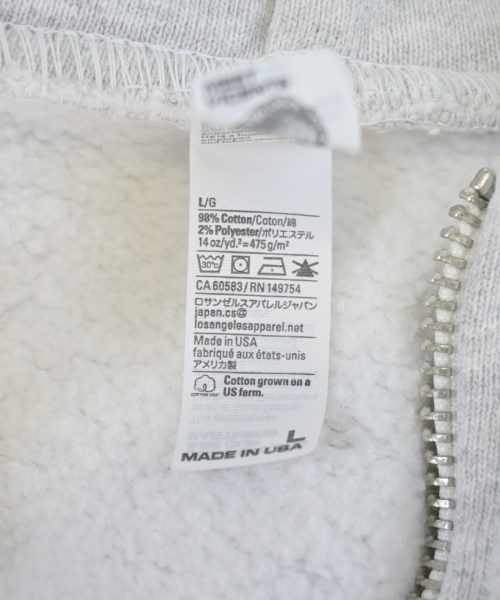 L/G
98% Cotton/Coton/綿
2% Polyester/ポリエステル
14 oz/yd.² = 475 g/m²
30°C
CA 60583 / RN 149754
ロサンゼルスアパレルジャパン
japan.cs@
losangelesapparel.net
Made in USA
fabriqué aux états-unis
アメリカ製
COTTON USA
Cotton grown on a
US farm.
L
MADE IN USA